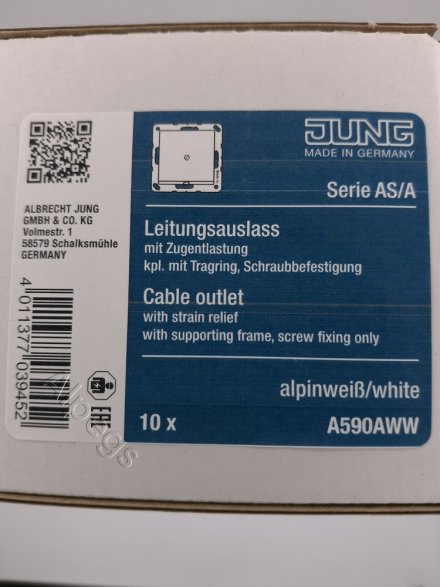 JUNG
MADE IN GERMANY
Serie AS/A
ALBRECHT JUNG
GMBH & CO. KG
Volmestr. 1
58579 Schalksmühle
GERMANY
Leitungsauslass
mit Zugentlastung
kpl. mit Tragring, Schraubbefestigung
Cable outlet
with strain relief
with supporting frame, screw fixing only
4 011377 039452
EAC
alpinweiß/white
10 x
A590AWW